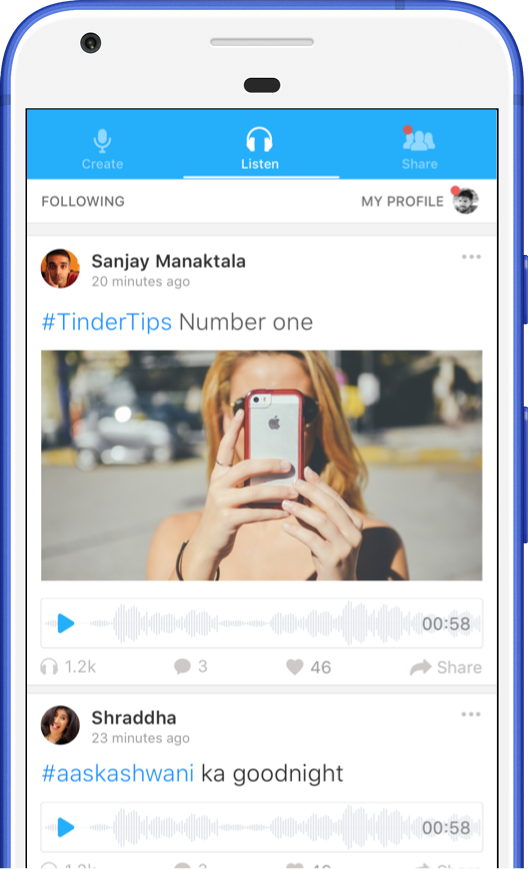 Create
Listen
Share
FOLLOWING
MY PROFILE
Sanjay Manaktala
20 minutes ago
#TinderTips Number one
00:58
1.2k
3
46
Share
Shraddha
23 minutes ago
#aaskashwani ka goodnight
00:58